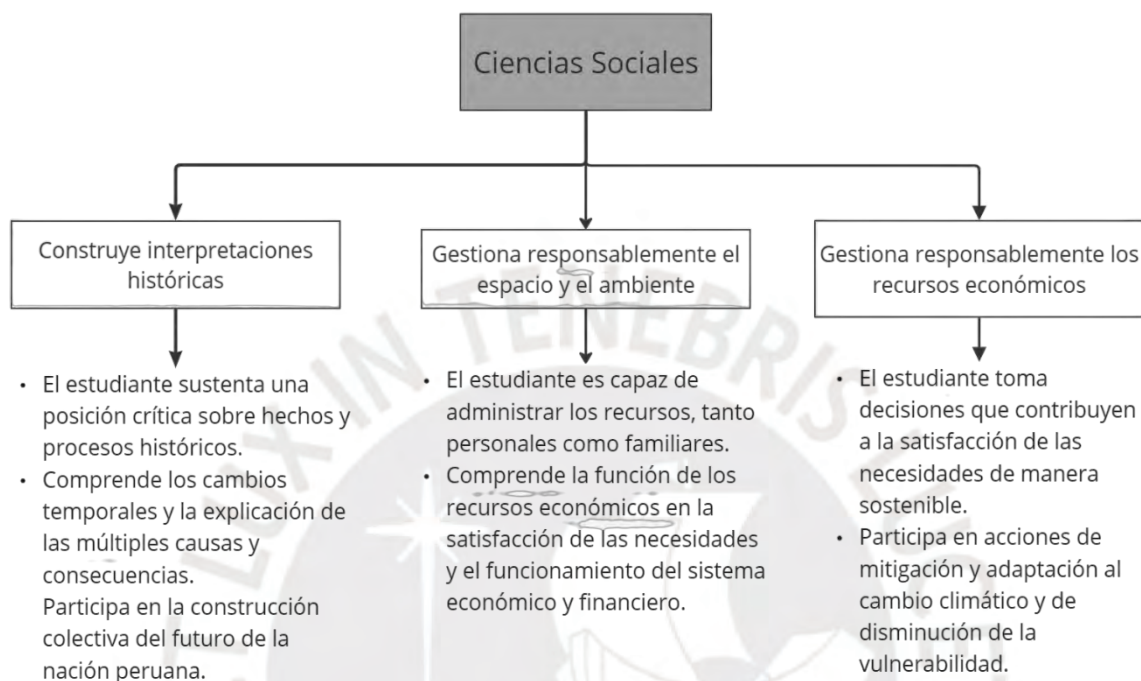 Ciencias Sociales
Construye interpretaciones
históricas
Gestiona responsablemente el
espacio y el ambiente
Gestiona responsablemente los
recursos económicos
• El estudiante sustenta una
posición crítica sobre hechos y
procesos históricos.
• Comprende los cambios
temporales y la explicación de
las múltiples causas y
consecuencias.
Participa en la construcción
colectiva del futuro de la
nación peruana.
• El estudiante es capaz de
administrar los recursos, tanto
personales como familiares.
• Comprende la función de los
recursos económicos en la
satisfacción de las necesidades
y el funcionamiento del sistema
económico y financiero.
• El estudiante toma
decisiones que contribuyen
a la satisfacción de las
necesidades de manera
sostenible.
• Participa en acciones de
mitigación y adaptación al
cambio climático y de
disminución de la
vulnerabilidad.
LUX IN TENEBRIS